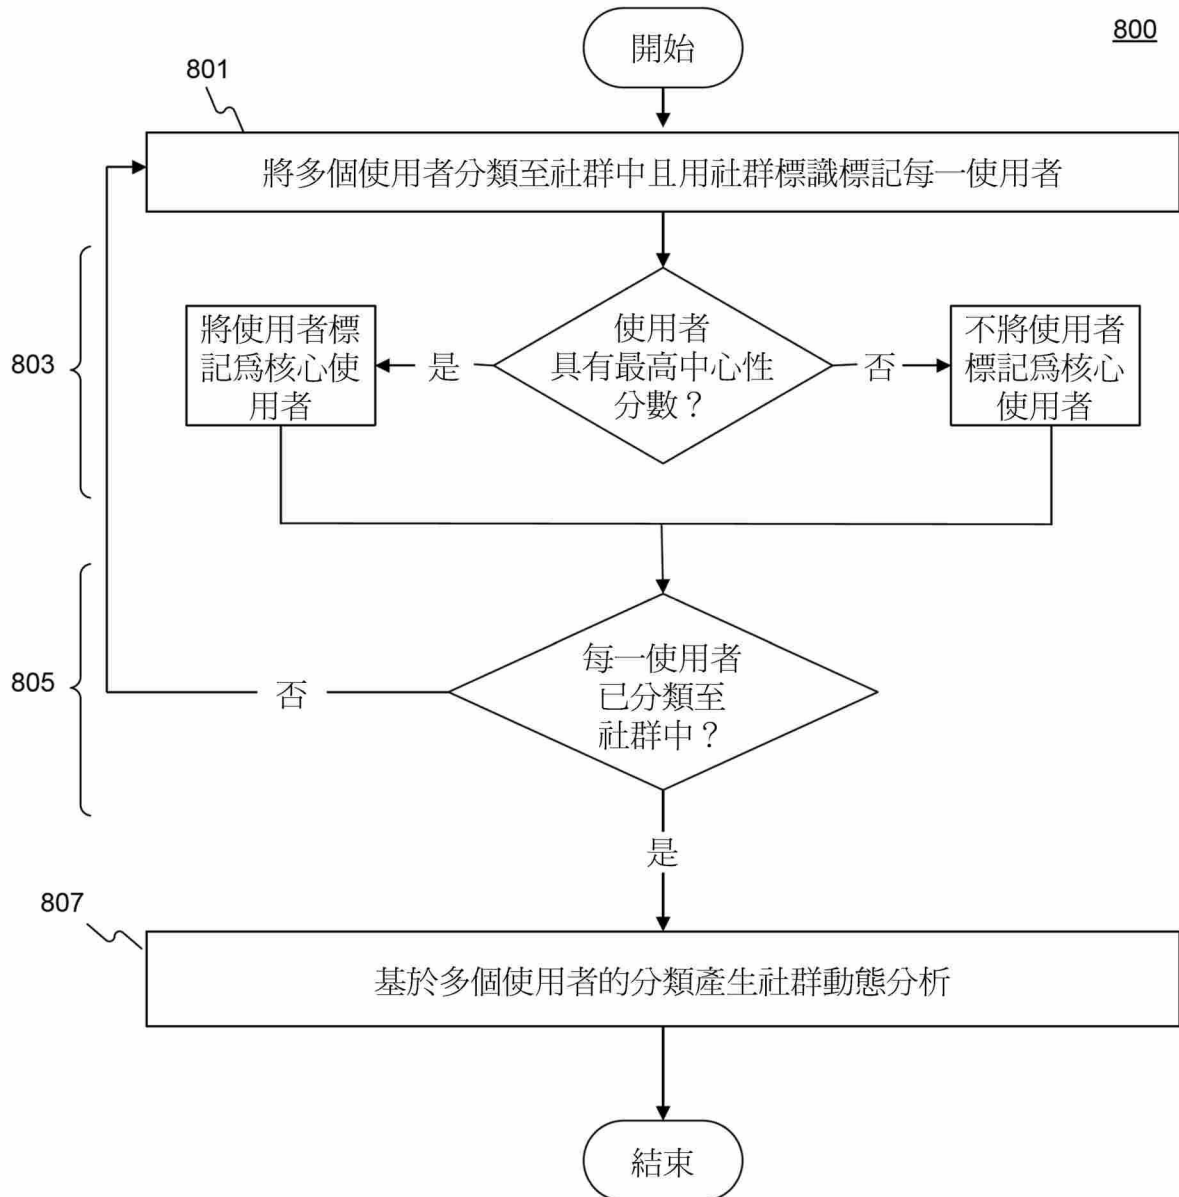 800
開始
801
將多個使用者分類至社群中且用社群標識標記每一使用者
803
將使用者標
記爲核心使
用者
是
使用者
具有最高中心性
分數？
否
不將使用者
標記爲核心
使用者
805
否
每一使用者
已分類至
社群中？
是
807
基於多個使用者的分類產生社群動態分析
結束